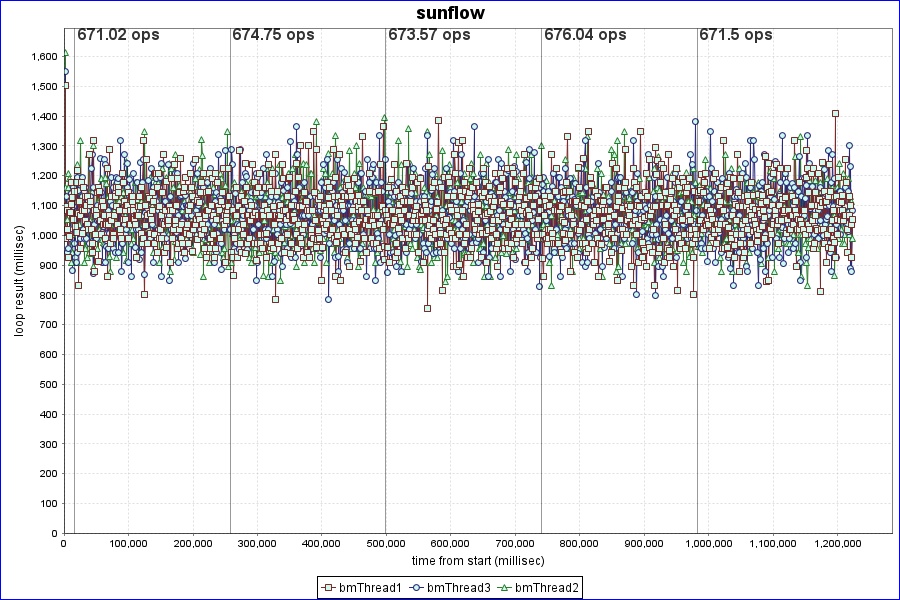 sunflow
671.02 ops 674.75 ops 673.57 ops 676.04 ops 671.5 ops
1,600
1,500
1,400
1,300
1,200
1,100
1,000
900
800
700
600
500
400
300
200
100
0
loop result (millisec)
0 100,000 200,000 300,000 400,000 500,000 600,000 700,000 800,000 900,000 1,000,000 1,100,000 1,200,000
time from start (millisec)
bmThread1 bmThread3 bmThread2